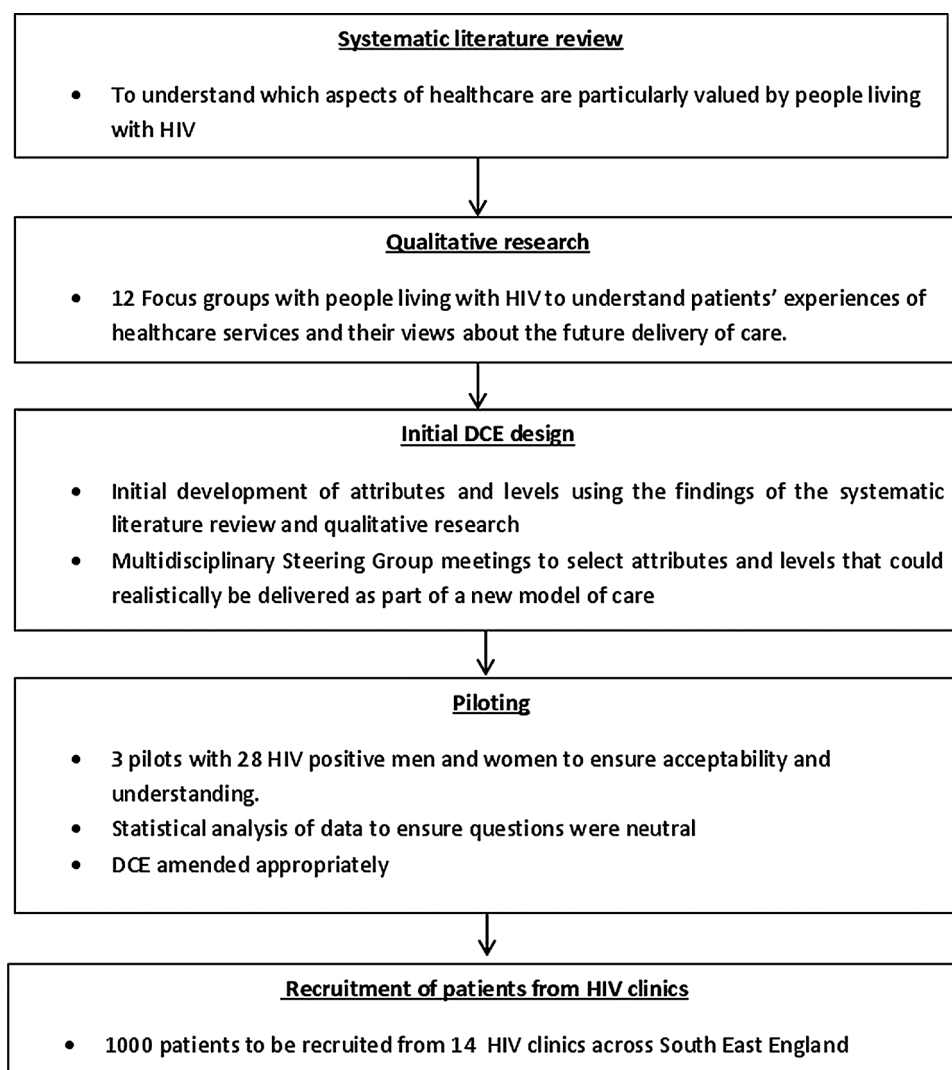 Systematic literature review
• To understand which aspects of healthcare are particularly valued by people living
with HIV
Qualitative research
• 12 Focus groups with people living with HIV to understand patients’ experiences of
healthcare services and their views about the future delivery of care.
Initial DCE design
• Initial development of attributes and levels using the findings of the systematic
literature review and qualitative research
• Multidisciplinary Steering Group meetings to select attributes and levels that could
realistically be delivered as part of a new model of care
Piloting
• 3 pilots with 28 HIV positive men and women to ensure acceptability and
understanding.
• Statistical analysis of data to ensure questions were neutral
• DCE amended appropriately
Recruitment of patients from HIV clinics
• 1000 patients to be recruited from 14 HIV clinics across South East England